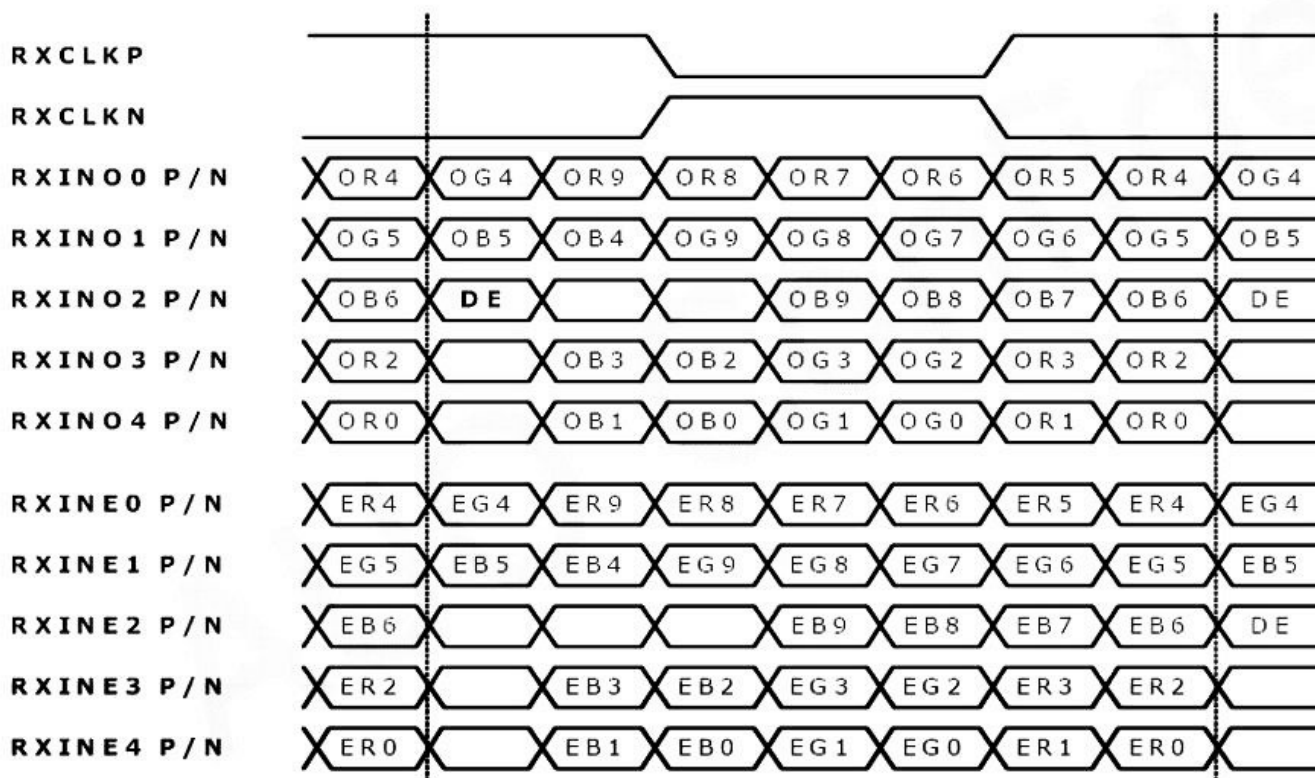 RXCLKP
RXCLKN
RXINO0 P/N OR4 OG4 OR9 OR8 OR7 OR6 OR5 OR4 OG4
RXINO1 P/N OG5 OB5 OB4 OG9 OG8 OG7 OG6 OG5 OB5
RXINO2 P/N OB6 DE OB9 OB8 OB7 OB6 DE
RXINO3 P/N OR2 OB3 OB2 OG3 OG2 OR3 OR2
RXINO4 P/N OR0 OB1 OB0 OG1 OG0 OR1 OR0
RXINE0 P/N ER4 EG4 ER9 ER8 ER7 ER6 ER5 ER4 EG4
RXINE1 P/N EG5 EB5 EB4 EG9 EG8 EG7 EG6 EG5 EB5
RXINE2 P/N EB6 EB9 EB8 EB7 EB6 DE
RXINE3 P/N ER2 EB3 EB2 EG3 EG2 ER3 ER2
RXINE4 P/N ER0 EB1 EB0 EG1 EG0 ER1 ER0